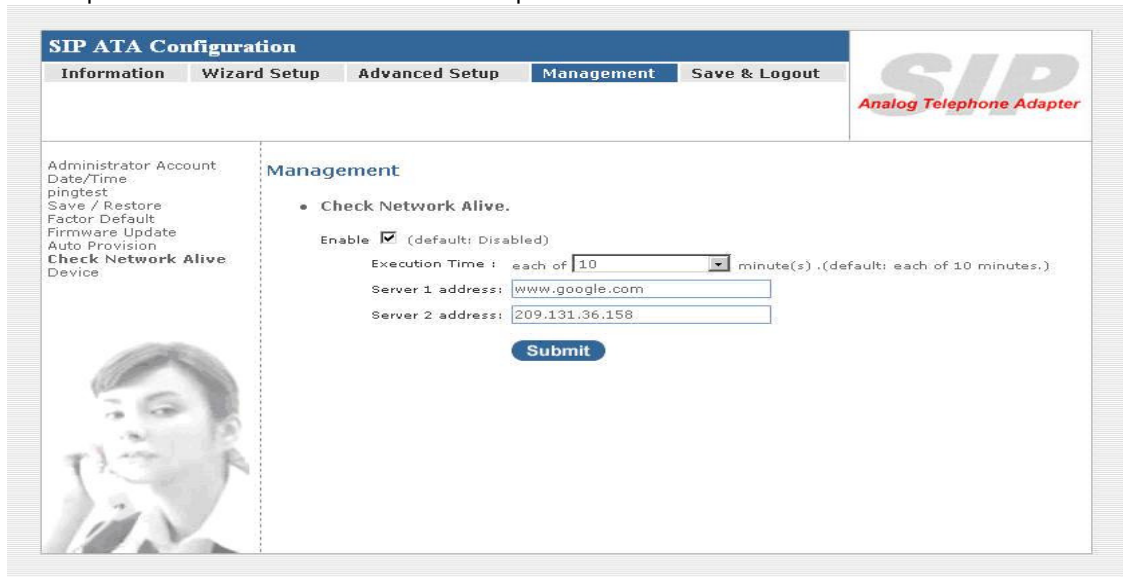 SIP ATA Configuration
Information Wizard Setup Advanced Setup Management Save & Logout
SIP
Analog Telephone Adapter
Administrator Account
Date/Time
pingtest
Save / Restore
Factor Default
Firmware Update
Auto Provision
Check Network Alive
Device
Management
• Check Network Alive.
Enable (default: Disabled)
Execution Time : each of 10 minute(s) .(default: each of 10 minutes.)
Server 1 address: www.google.com
Server 2 address: 209.131.36.158
Submit